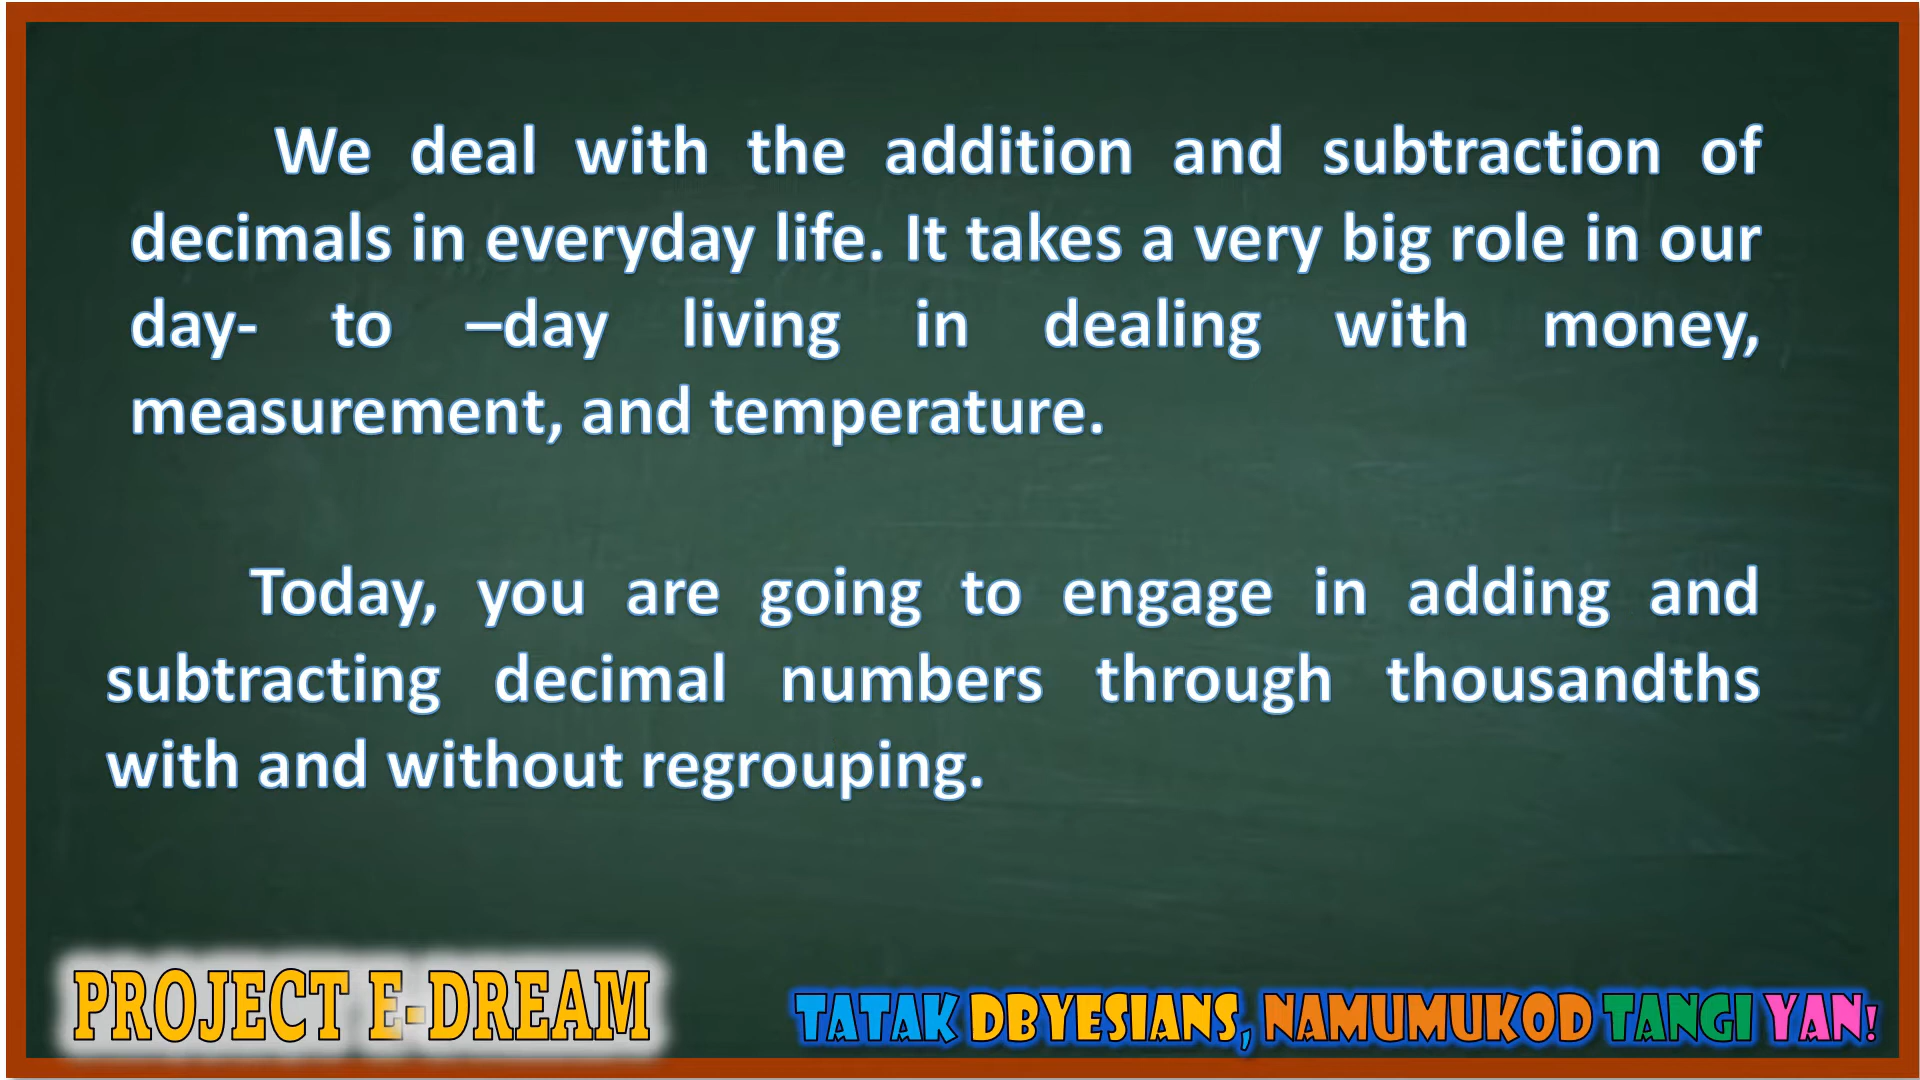 We deal with the addition and subtraction of
decimals in everyday life. It takes a very big role in our
day- to –day living in dealing with money,
measurement, and temperature.
Today, you are going to engage in adding and
subtracting decimal numbers through thousandths
with and without regrouping.
PROJECT E-DREAM
TATAK DBYESIANS, NAMUMUKOD TANGI YAN!